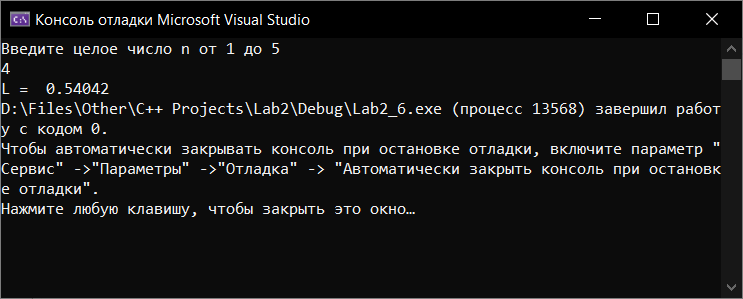 Консоль отладки Microsoft Visual Studio
Введите целое число n от 1 до 5
4
L =  0.54042
D:\Files\Other\C++ Projects\Lab2\Debug\Lab2_6.exe (процесс 13568) завершил работ
у с кодом 0.
Чтобы автоматически закрывать консоль при остановке отладки, включите параметр "
Сервис" ->"Параметры" ->"Отладка" -> "Автоматически закрыть консоль при остановк
е отладки".
Нажмите любую клавишу, чтобы закрыть это окно…